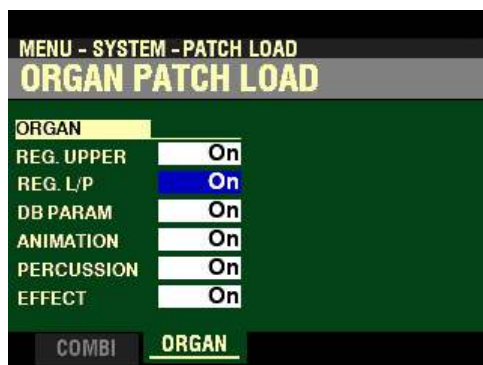 MENU - SYSTEM - PATCH LOAD
ORGAN PATCH LOAD
ORGAN
REG. UPPER On
REG. L/P On
DB PARAM On
ANIMATION On
PERCUSSION On
EFFECT On
COMBI ORGAN